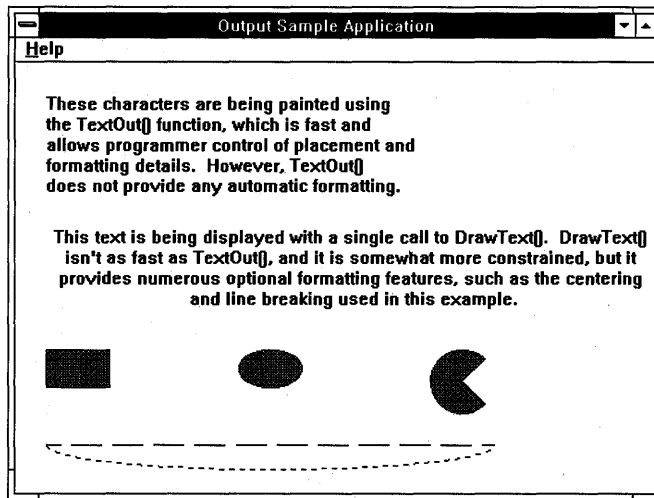 Output Sample Application
Help
These characters are being painted using
the TextOut() function, which is fast and
allows programmer control of placement and
formatting details.  However, TextOut()
does not provide any automatic formatting.
This text is being displayed with a single call to DrawText().  DrawText()
isn't as fast as TextOut(), and it is somewhat more constrained, but it
provides numerous optional formatting features, such as the centering
and line breaking used in this example.